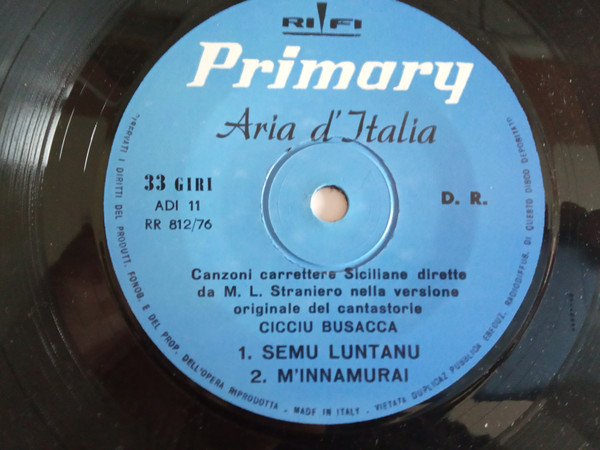 RIFI
Primary
Aria d'Italia
33 GIRI
ADI 11
RR 812/76
D. R.
Canzoni carrettere Siciliane dirette
da M. L. Straniero nella versione
originale del cantastorie
CICCIU BUSACCA
1. SEMU LUNTANU
2. M'INNAMURAI
RISERVATI I DIRITTI DEL PRODUTT. FONOG. E DEL PROP. DELL'OPERA RIPRODOTTA - MADE IN ITALY - VIETATA DUPLICAZ PUBBLICA ESECUZ. RADIODIFFUS. DI QUESTO DISCO DEPOSITATO